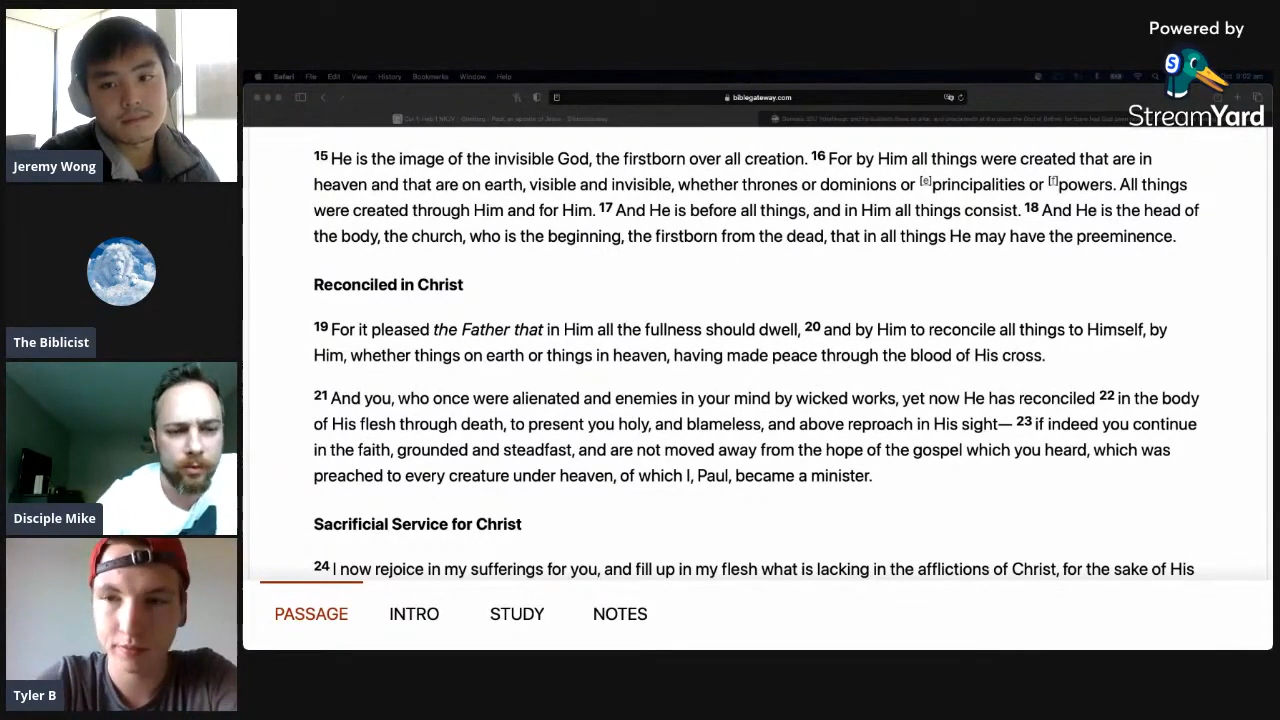 Powered by
StreamYard
Safari File Edit View History Bookmarks Window Help
biblegateway.com
15 He is the image of the invisible God, the firstborn over all creation. 16 For by Him all things were created that are in
heaven and that are on earth, visible and invisible, whether thrones or dominions or [e]principalities or [f]powers. All things
were created through Him and for Him. 17 And He is before all things, and in Him all things consist. 18 And He is the head of
the body, the church, who is the beginning, the firstborn from the dead, that in all things He may have the preeminence.
Reconciled in Christ
19 For it pleased the Father that in Him all the fullness should dwell, 20 and by Him to reconcile all things to Himself, by
Him, whether things on earth or things in heaven, having made peace through the blood of His cross.
21 And you, who once were alienated and enemies in your mind by wicked works, yet now He has reconciled 22 in the body
of His flesh through death, to present you holy, and blameless, and above reproach in His sight— 23 if indeed you continue
in the faith, grounded and steadfast, and are not moved away from the hope of the gospel which you heard, which was
preached to every creature under heaven, of which I, Paul, became a minister.
Sacrificial Service for Christ
24 I now rejoice in my sufferings for you, and fill up in my flesh what is lacking in the afflictions of Christ, for the sake of His
PASSAGE INTRO STUDY NOTES
Jeremy Wong
The Biblicist
Disciple Mike
Tyler B